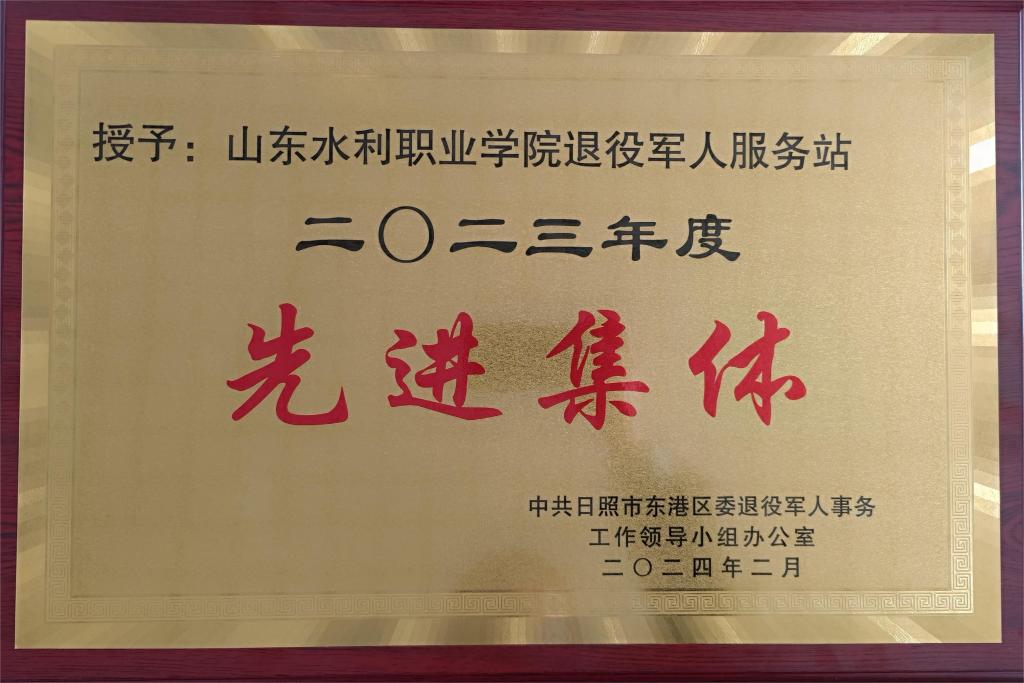 授予：山东水利职业学院退役军人服务站
二〇二三年度
先进集体
中共日照市东港区委退役军人事务
工作领导小组办公室
二〇二四年二月